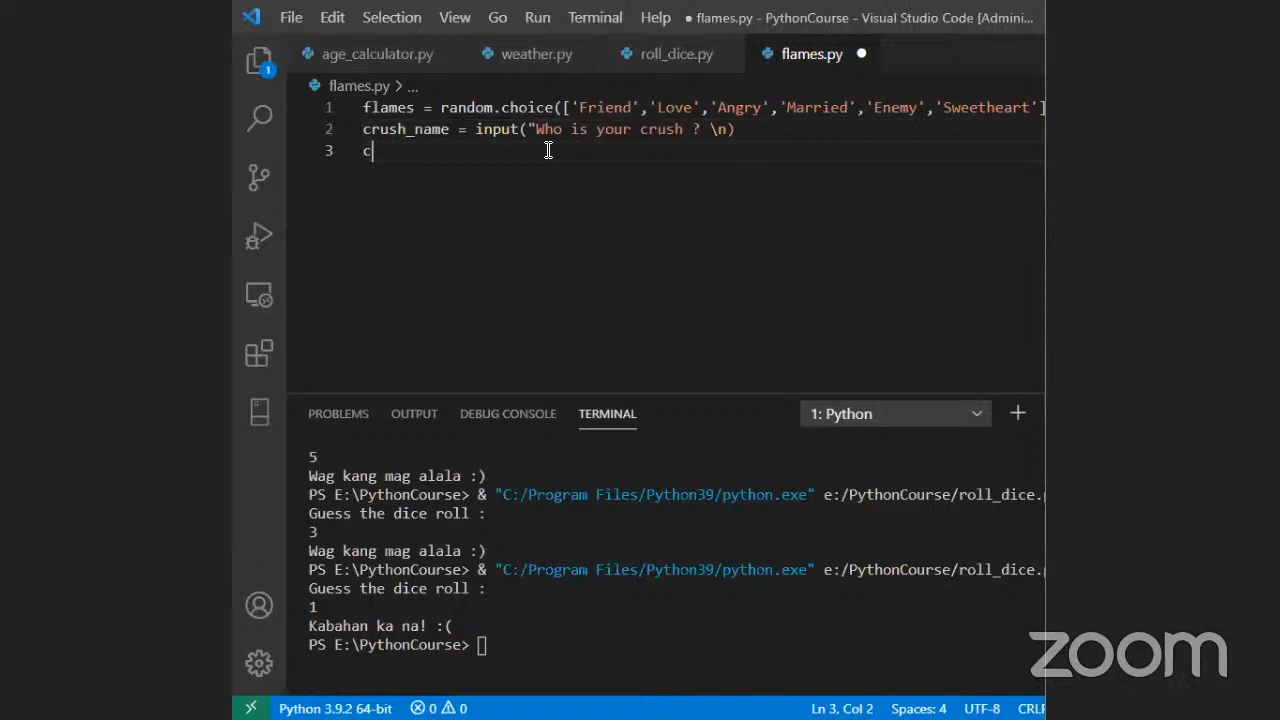 File Edit Selection View Go Run Terminal Help ● flames.py - PythonCourse - Visual Studio Code [Admini...
age_calculator.py weather.py roll_dice.py flames.py ●
flames.py > ...
1 flames = random.choice(['Friend','Love','Angry','Married','Enemy','Sweetheart']
2 crush_name = input("Who is your crush ? \n)
3 c
1
PROBLEMS OUTPUT DEBUG CONSOLE TERMINAL 1: Python
5
Wag kang mag alala :)
PS E:\PythonCourse> & "C:/Program Files/Python39/python.exe" e:/PythonCourse/roll_dice.
Guess the dice roll :
3
Wag kang mag alala :)
PS E:\PythonCourse> & "C:/Program Files/Python39/python.exe" e:/PythonCourse/roll_dice.
Guess the dice roll :
1
Kabahan ka na! :(
PS E:\PythonCourse>
zoom
Python 3.9.2 64-bit 0 0 Ln 3, Col 2 Spaces: 4 UTF-8 CRL